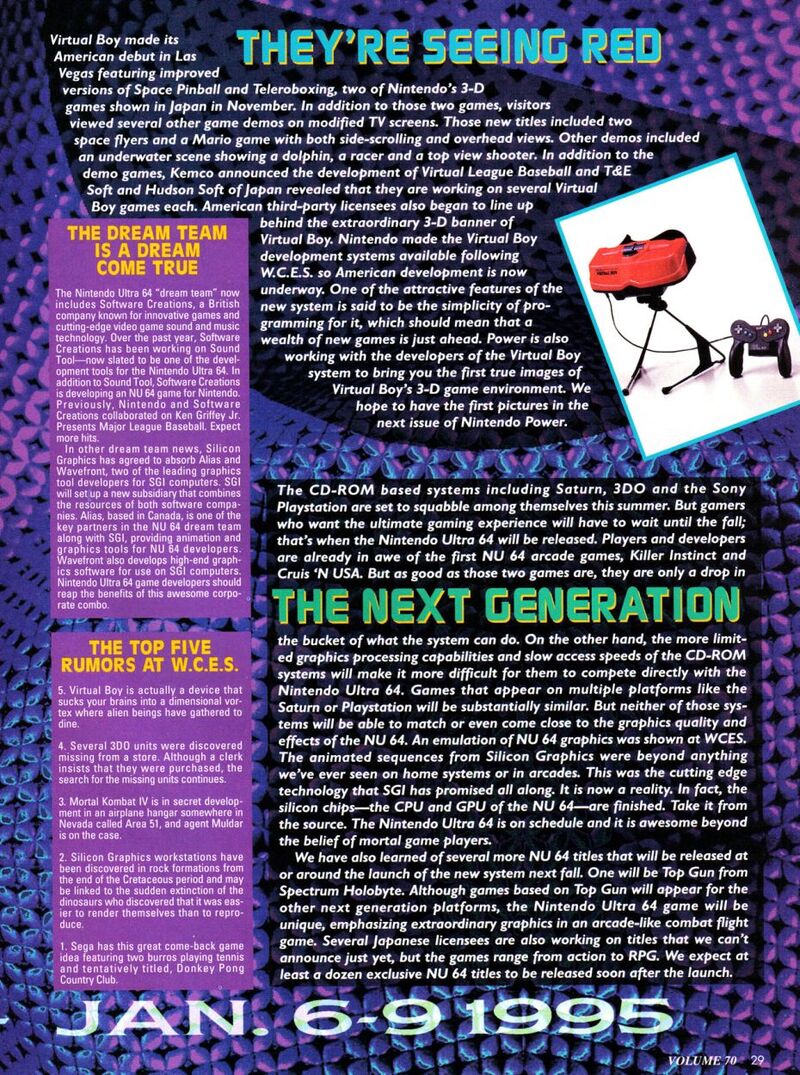 THEY'RE SEEING RED
Virtual Boy made its
American debut in Las
Vegas featuring improved
versions of Space Pinball and Teleroboxing, two of Nintendo's 3-D
games shown in Japan in November. In addition to those two games, visitors
viewed several other game demos on modified TV screens. Those new titles included two
space flyers and a Mario game with both side-scrolling and overhead views. Other demos included
an underwater scene showing a dolphin, a racer and a top view shooter. In addition to the
demo games, Kemco announced the development of Virtual League Baseball and T&E
Soft and Hudson Soft of Japan revealed that they are working on several Virtual
Boy games each. American third-party licensees also began to line up
behind the extraordinary 3-D banner of
Virtual Boy. Nintendo made the Virtual Boy
development systems available following
W.C.E.S. so American development is now
underway. One of the attractive features of the
new system is said to be the simplicity of pro-
gramming for it, which should mean that a
wealth of new games is just ahead. Power is also
working with the developers of the Virtual Boy
system to bring you the first true images of
Virtual Boy's 3-D game environment. We
hope to have the first pictures in the
next issue of Nintendo Power.
THE DREAM TEAM
IS A DREAM
COME TRUE
The Nintendo Ultra 64 "dream team" now
includes Software Creations, a British
company known for innovative games and
cutting-edge video game sound and music
technology. Over the past year, Software
Creations has been working on Sound
Tool—now slated to be one of the devel-
opment tools for the Nintendo Ultra 64. In
addition to Sound Tool, Software Creations
is developing an NU 64 game for Nintendo.
Previously, Nintendo and Software
Creations collaborated on Ken Griffey Jr.
Presents Major League Baseball. Expect
more hits.
In other dream team news, Silicon
Graphics has agreed to absorb Alias and
Wavefront, two of the leading graphics
tool developers for SGI computers. SGI
will set up a new subsidiary that combines
the resources of both software compa-
nies. Alias, based in Canada, is one of the
key partners in the NU 64 dream team
along with SGI, providing animation and
graphics tools for NU 64 developers.
Wavefront also develops high-end graph-
ics software for use on SGI computers.
Nintendo Ultra 64 game developers should
reap the benefits of this awesome corpo-
rate combo.
THE TOP FIVE
RUMORS AT W.C.E.S.
5. Virtual Boy is actually a device that
sucks your brains into a dimensional vor-
tex where alien beings have gathered to
dine.
4. Several 3DO units were discovered
missing from a store. Although a clerk
insists that they were purchased, the
search for the missing units continues.
3. Mortal Kombat IV is in secret develop-
ment in an airplane hangar somewhere in
Nevada called Area 51, and agent Muldar
is on the case.
2. Silicon Graphics workstations have
been discovered in rock formations from
the end of the Cretaceous period and may
be linked to the sudden extinction of the
dinosaurs who discovered that it was eas-
ier to render themselves than to repro-
duce.
1. Sega has this great come-back game
idea featuring two burros playing tennis
and tentatively titled, Donkey Pong
Country Club.
The CD-ROM based systems including Saturn, 3DO and the Sony
Playstation are set to squabble among themselves this summer. But gamers
who want the ultimate gaming experience will have to wait until the fall;
that's when the Nintendo Ultra 64 will be released. Players and developers
are already in awe of the first NU 64 arcade games, Killer Instinct and
Cruis 'N USA. But as good as those two games are, they are only a drop in
THE NEXT GENERATION
the bucket of what the system can do. On the other hand, the more limit-
ed graphics processing capabilities and slow access speeds of the CD-ROM
systems will make it more difficult for them to compete directly with the
Nintendo Ultra 64. Games that appear on multiple platforms like the
Saturn or Playstation will be substantially similar. But neither of those sys-
tems will be able to match or even come close to the graphics quality and
effects of the NU 64. An emulation of NU 64 graphics was shown at WCES.
The animated sequences from Silicon Graphics were beyond anything
we've ever seen on home systems or in arcades. This was the cutting edge
technology that SGI has promised all along. It is now a reality. In fact, the
silicon chips—the CPU and GPU of the NU 64—are finished. Take it from
the source. The Nintendo Ultra 64 is on schedule and it is awesome beyond
the belief of mortal game players.
We have also learned of several more NU 64 titles that will be released at
or around the launch of the new system next fall. One will be Top Gun from
Spectrum Holobyte. Although games based on Top Gun will appear for the
other next generation platforms, the Nintendo Ultra 64 game will be
unique, emphasizing extraordinary graphics in an arcade-like combat flight
game. Several Japanese licensees are also working on titles that we can't
announce just yet, but the games range from action to RPG. We expect at
least a dozen exclusive NU 64 titles to be released soon after the launch.
JAN. 6-9 1995
VOLUME 70 29